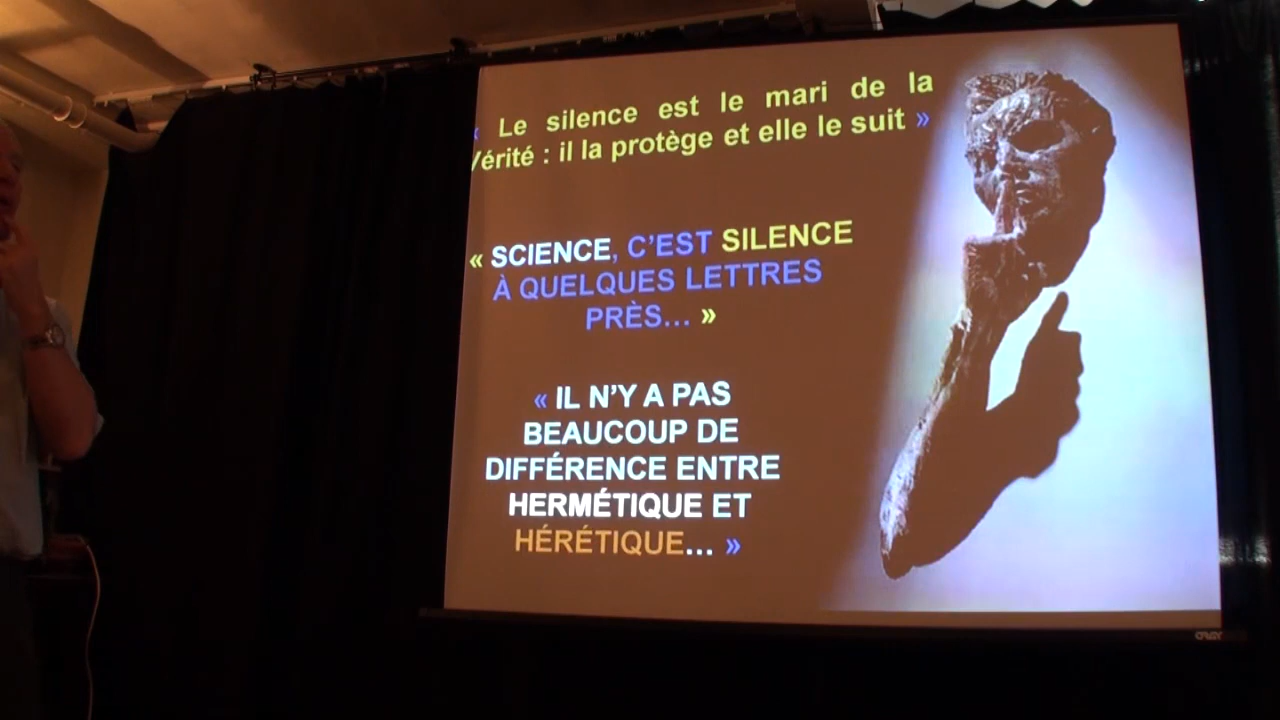 « Le silence est le mari de la
Vérité : il la protège et elle le suit »
« SCIENCE, C’EST SILENCE
À QUELQUES LETTRES
PRÈS... »
« IL N’Y A PAS
BEAUCOUP DE
DIFFÉRENCE ENTRE
HERMÉTIQUE ET
HÉRÉTIQUE... »